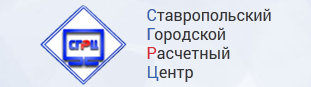 СГРЦ
Ставропольский
Городской
Расчетный
Центр